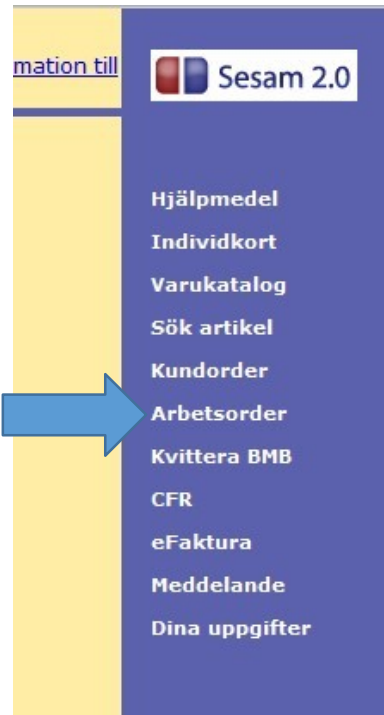 mation till
Sesam 2.0
Hjälpmedel
Individkort
Varukatalog
Sök artikel
Kundorder
Arbetsorder
Kvittera BMB
CFR
eFaktura
Meddelande
Dina uppgifter